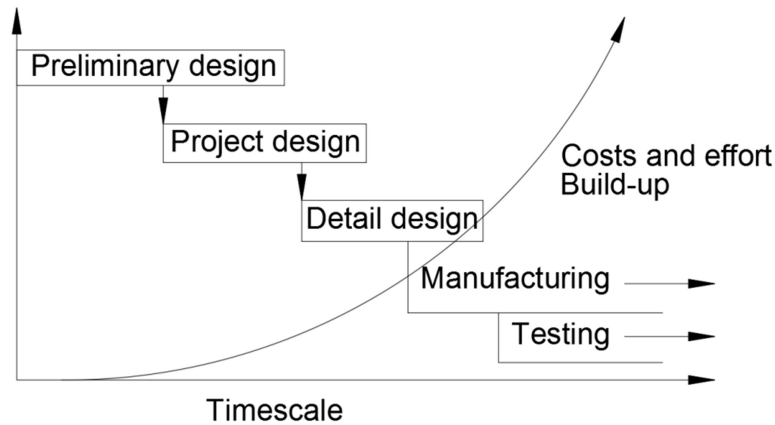 Preliminary design
Project design
Costs and effort
Build-up
Detail design
Manufacturing
Testing
Timescale